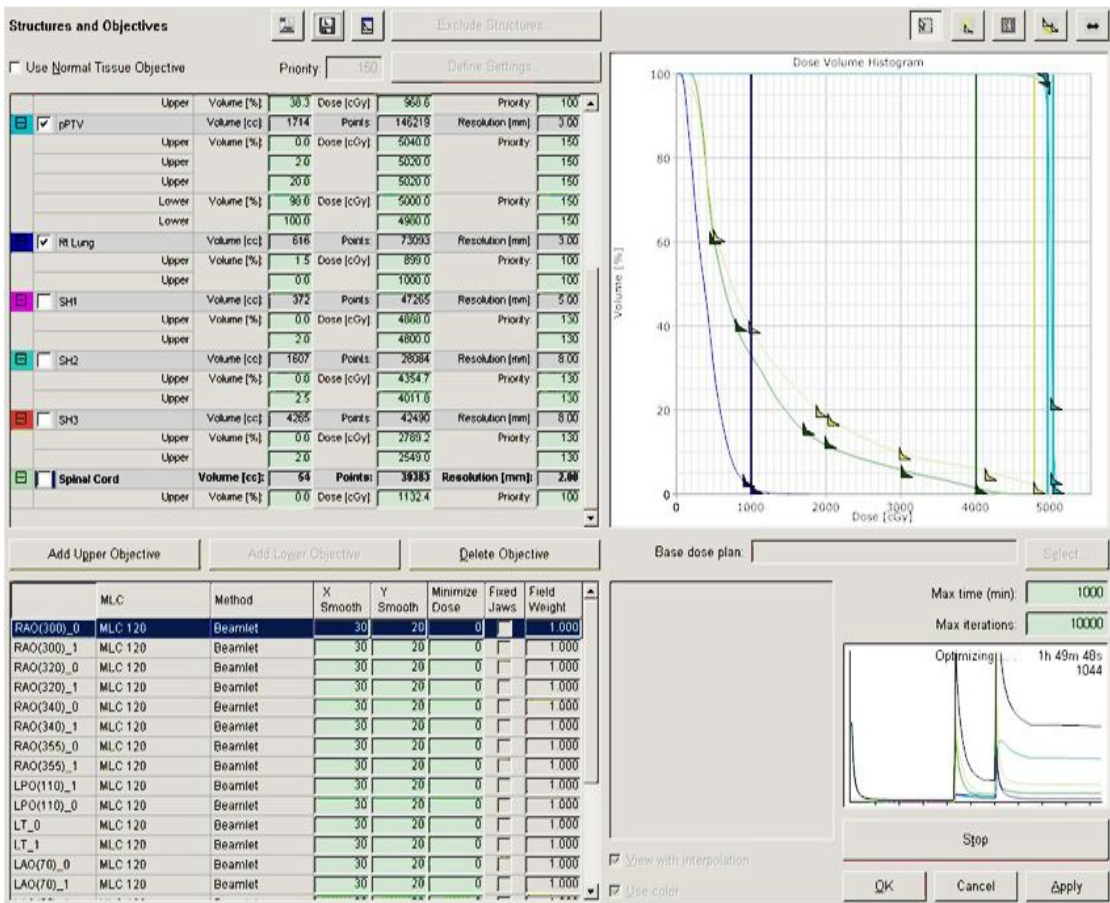 Structures and Objectives
Exclude Structures...
Use Normal Tissue Objective Priority: 150 Define Settings...
Upper Volume [%]: 38.3 Dose [cGy]: 968.6 Priority: 100
pPTV Volume [cc]: 1714 Points: 146219 Resolution [mm]: 3.00
Upper Volume [%]: 0.0 Dose [cGy]: 5040.0 Priority: 150
Upper 2.0 5020.0 150
Upper 20.0 5020.0 150
Lower Volume [%]: 98.0 Dose [cGy]: 5000.0 Priority: 150
Lower 100.0 4960.0 150
Rt Lung Volume [cc]: 616 Points: 73093 Resolution [mm]: 3.00
Upper Volume [%]: 1.5 Dose [cGy]: 899.0 Priority: 100
Upper 0.0 1000.0 100
SH1 Volume [cc]: 372 Points: 47265 Resolution [mm]: 5.00
Upper Volume [%]: 0.0 Dose [cGy]: 4868.0 Priority: 130
Upper 2.0 4800.0 130
SH2 Volume [cc]: 1607 Points: 28084 Resolution [mm]: 8.00
Upper Volume [%]: 0.0 Dose [cGy]: 4354.7 Priority: 130
Upper 2.5 4011.8 130
SH3 Volume [cc]: 4265 Points: 42490 Resolution [mm]: 8.00
Upper Volume [%]: 0.0 Dose [cGy]: 2789.2 Priority: 130
Upper 2.0 2549.0 130
Spinal Cord Volume [cc]: 54 Points: 39383 Resolution [mm]: 2.00
Upper Volume [%]: 0.0 Dose [cGy]: 1132.4 Priority: 100
Add Upper Objective Add Lower Objective Delete Objective
Dose Volume Histogram
100
80
60
40
20
0
Volume [%]
0 1000 2000 3000 4000 5000
Dose [cGy]
Base dose plan: Select...
MLC Method X Smooth Y Smooth Minimize Dose Fixed Jaws Field Weight
RAO(300)_0 MLC 120 Beamlet 30 20 0 1.000
RAO(300)_1 MLC 120 Beamlet 30 20 0 1.000
RAO(320)_0 MLC 120 Beamlet 30 20 0 1.000
RAO(320)_1 MLC 120 Beamlet 30 20 0 1.000
RAO(340)_0 MLC 120 Beamlet 30 20 0 1.000
RAO(340)_1 MLC 120 Beamlet 30 20 0 1.000
RAO(355)_0 MLC 120 Beamlet 30 20 0 1.000
RAO(355)_1 MLC 120 Beamlet 30 20 0 1.000
LPO(110)_1 MLC 120 Beamlet 30 20 0 1.000
LPO(110)_0 MLC 120 Beamlet 30 20 0 1.000
LT_0 MLC 120 Beamlet 30 20 0 1.000
LT_1 MLC 120 Beamlet 30 20 0 1.000
LAO(70)_0 MLC 120 Beamlet 30 20 0 1.000
LAO(70)_1 MLC 120 Beamlet 30 20 0 1.000
Max time (min): 1000
Max iterations: 10000
Optimizing... 1h 49m 48s
1044
Stop
View with interpolation
Use color
OK Cancel Apply